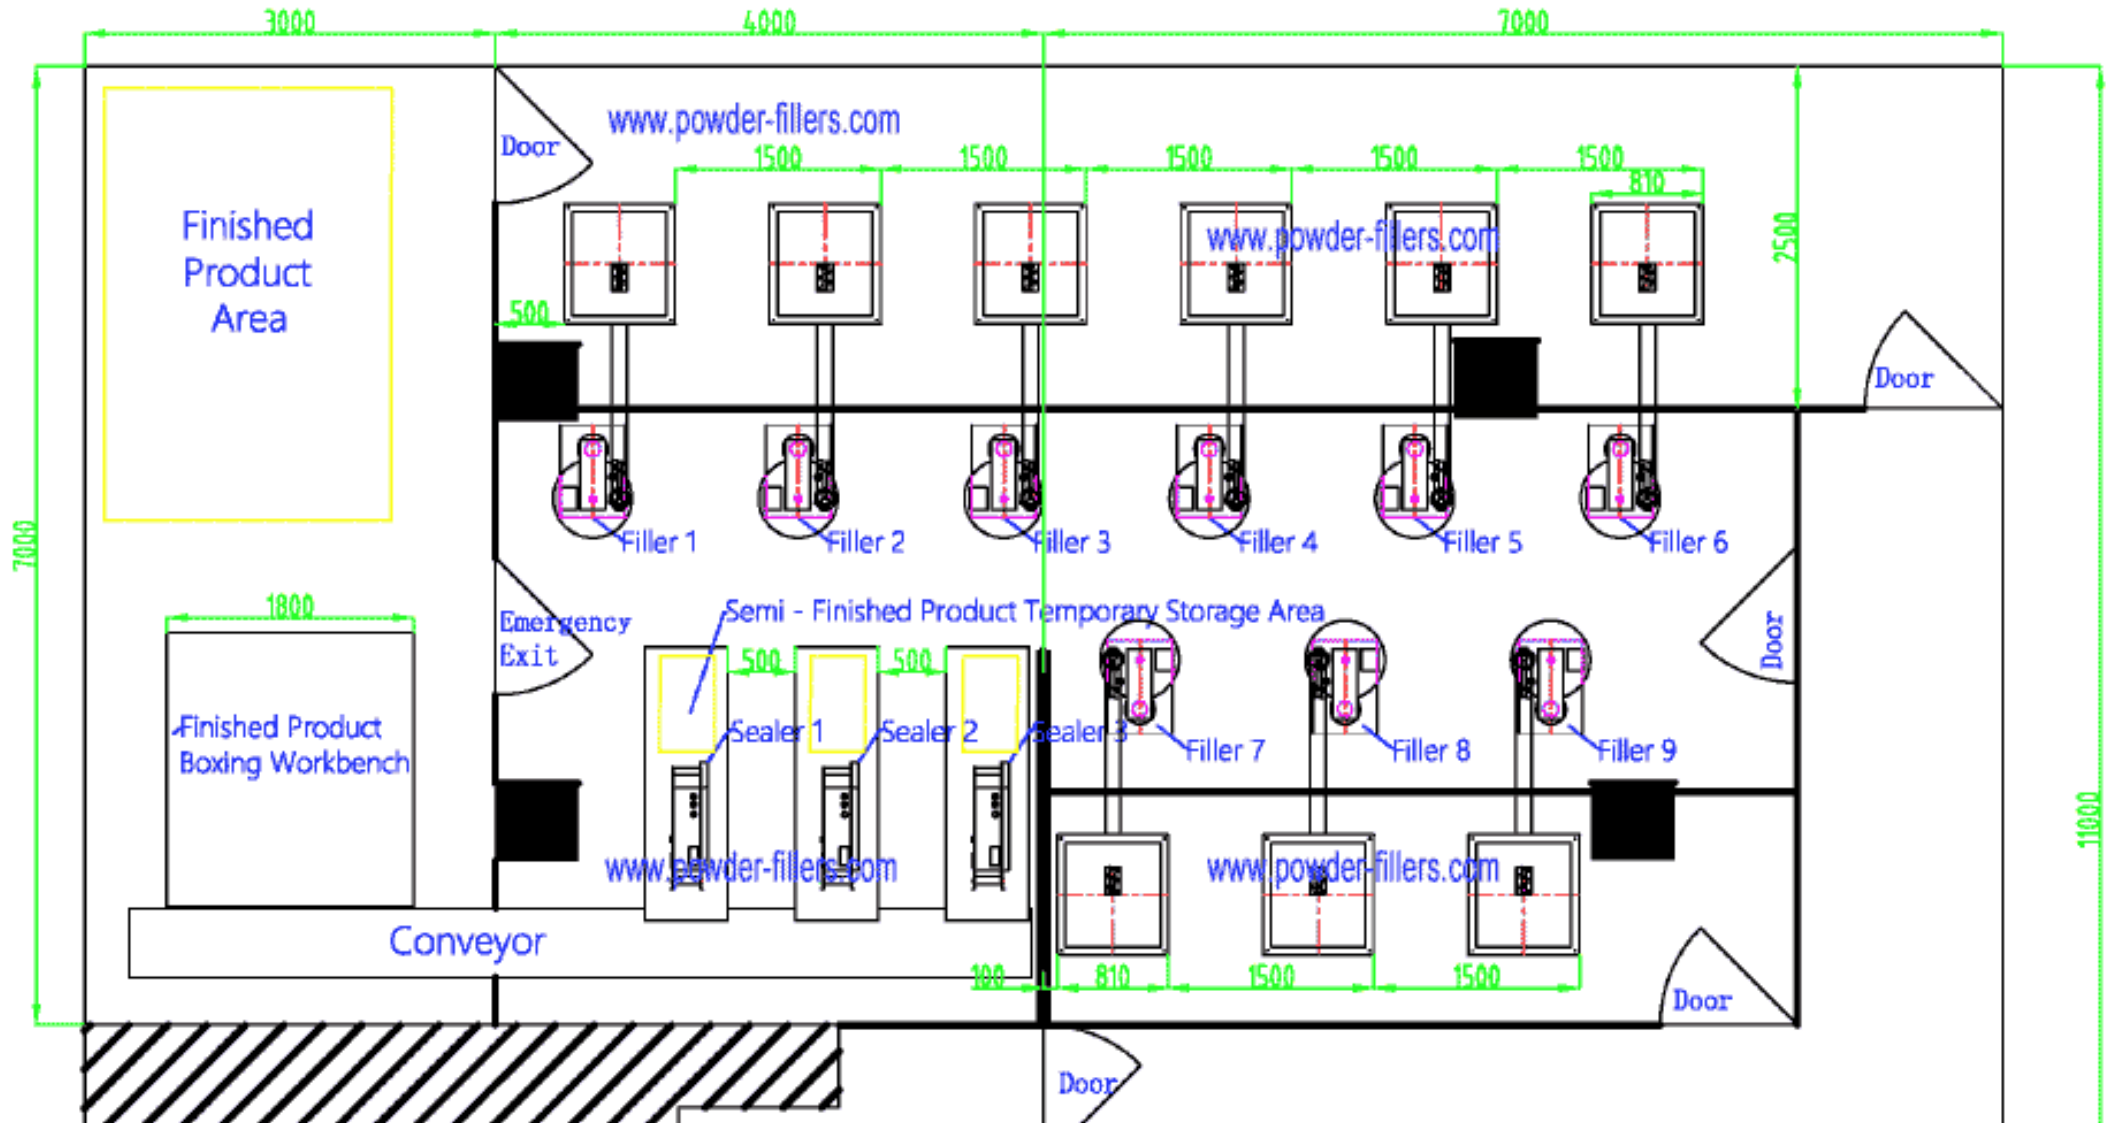 3000
4000
7000
www.powder-fillers.com
Door
1500
1500
1500
1500
1500
810
Finished
Product
Area
www.powder-fillers.com
2500
500
Door
7000
Filler 1
Filler 2
Filler 3
Filler 4
Filler 5
Filler 6
1800
Emergency
Exit
Semi - Finished Product Temporary Storage Area
500
500
Door
Finished Product
Boxing Workbench
Sealer 1
Sealer 2
Sealer 3
Filler 7
Filler 8
Filler 9
11000
www.powder-fillers.com
www.powder-fillers.com
Conveyor
100
810
1500
1500
Door
Door